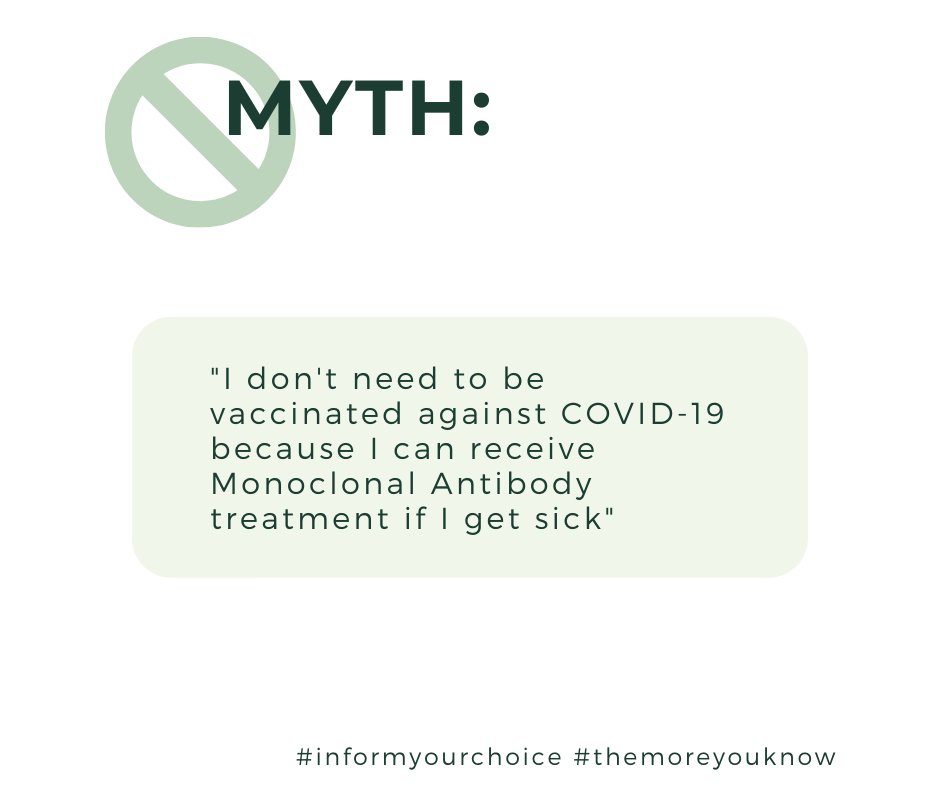 MYTH:
"I don't need to be
vaccinated against COVID-19
because I can receive
Monoclonal Antibody
treatment if I get sick"
#informyourchoice #themoreyouknow